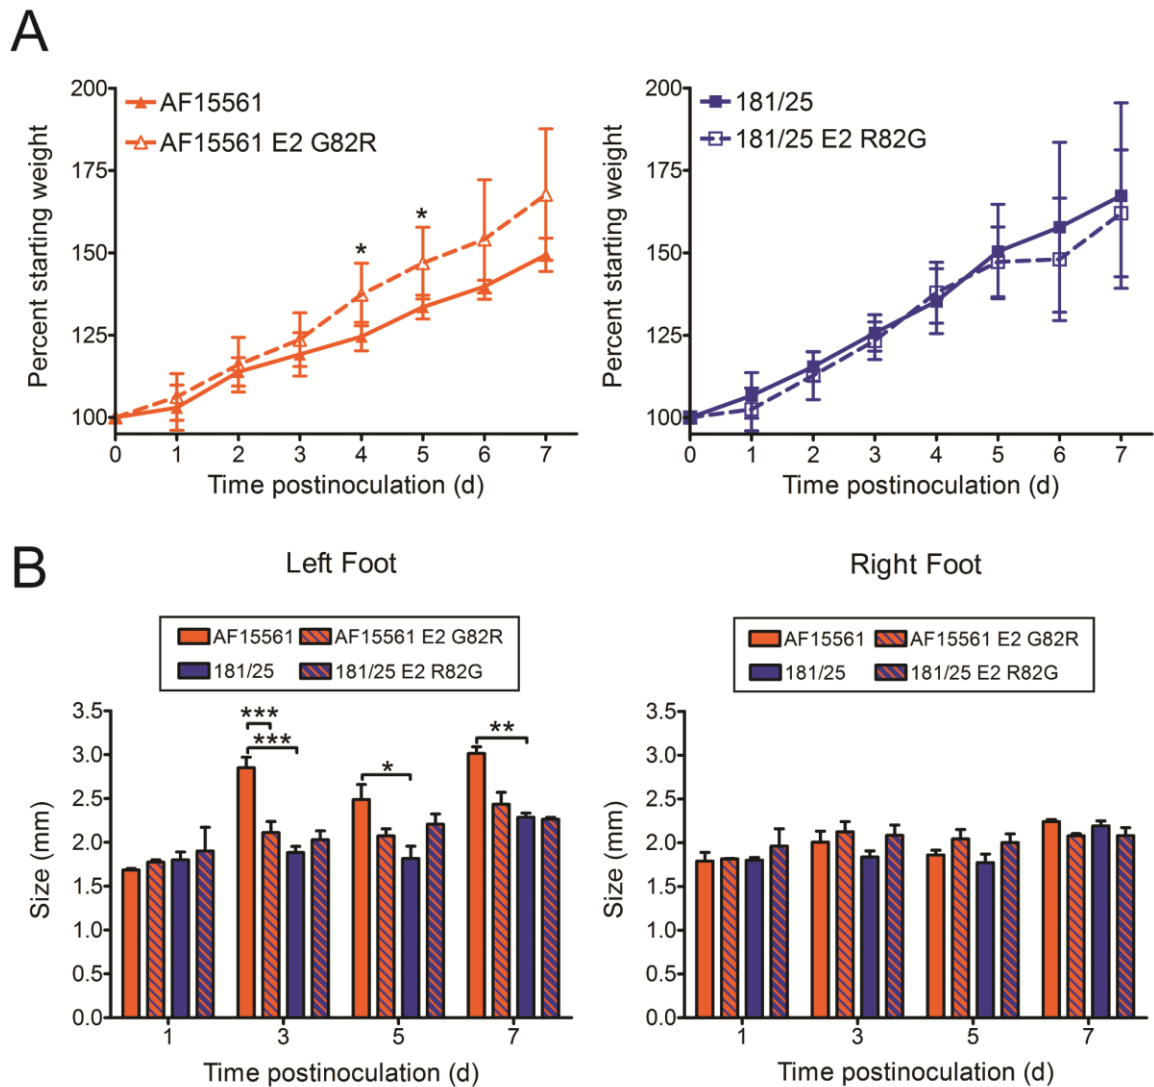 A
200
175
150
125
100
Percent starting weight
AF15561
AF15561 E2 G82R
*
*
0 1 2 3 4 5 6 7
Time postinoculation (d)
200
175
150
125
100
Percent starting weight
181/25
181/25 E2 R82G
0 1 2 3 4 5 6 7
Time postinoculation (d)
B
Left Foot
AF15561 AF15561 E2 G82R
181/25 181/25 E2 R82G
3.5
3.0
2.5
2.0
1.5
1.0
0.5
0.0
Size (mm)
***
***
*
**
1 3 5 7
Time postinoculation (d)
Right Foot
AF15561 AF15561 E2 G82R
181/25 181/25 E2 R82G
3.5
3.0
2.5
2.0
1.5
1.0
0.5
0.0
Size (mm)
1 3 5 7
Time postinoculation (d)